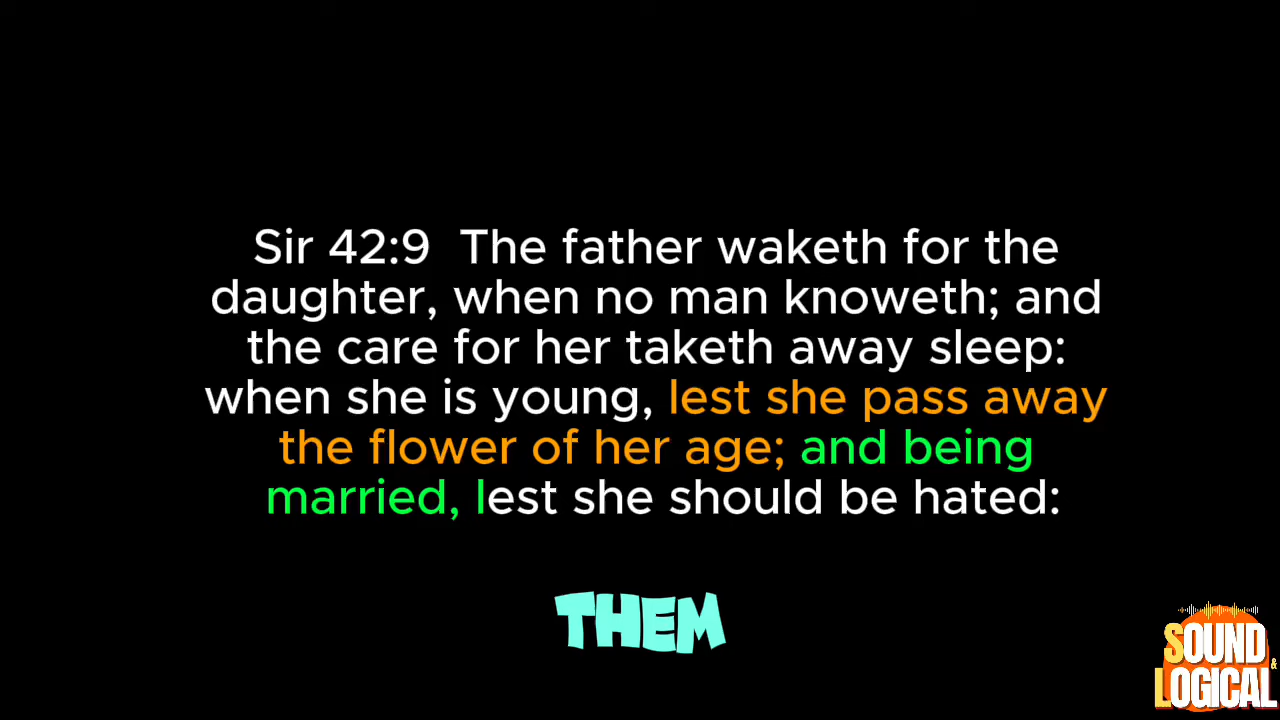 Sir 42:9  The father waketh for the
daughter, when no man knoweth; and
the care for her taketh away sleep:
when she is young, lest she pass away
the flower of her age; and being
married, lest she should be hated:
THEM
SOUND
&
LOGICAL